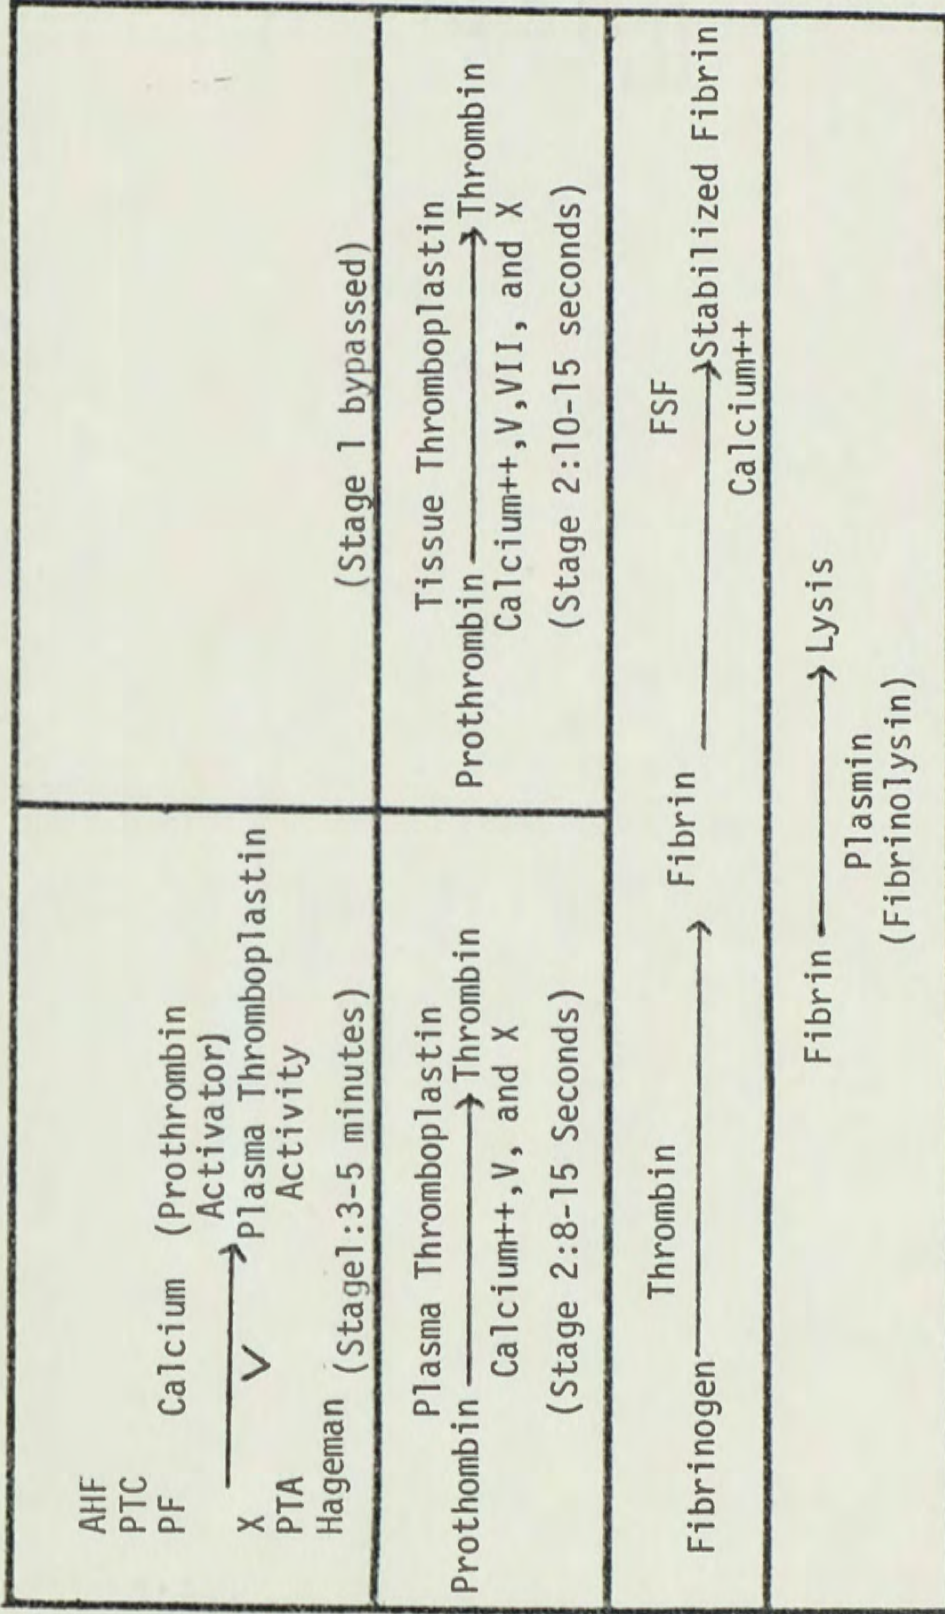 AHF
PTC
PF Calcium (Prothrombin
Activator)
X V Plasma Thromboplastin
PTA Activity
Hageman (Stage1:3-5 minutes)
(Stage 1 bypassed)
Plasma Thromboplastin
Prothombin Thrombin
Calcium++,V, and X
(Stage 2:8-15 Seconds)
Tissue Thromboplastin
Prothrombin Thrombin
Calcium++,V,VII, and X
(Stage 2:10-15 seconds)
Thrombin FSF
Fibrinogen Fibrin Stabilized Fibrin
Calcium++
Fibrin Lysis
Plasmin
(Fibrinolysin)